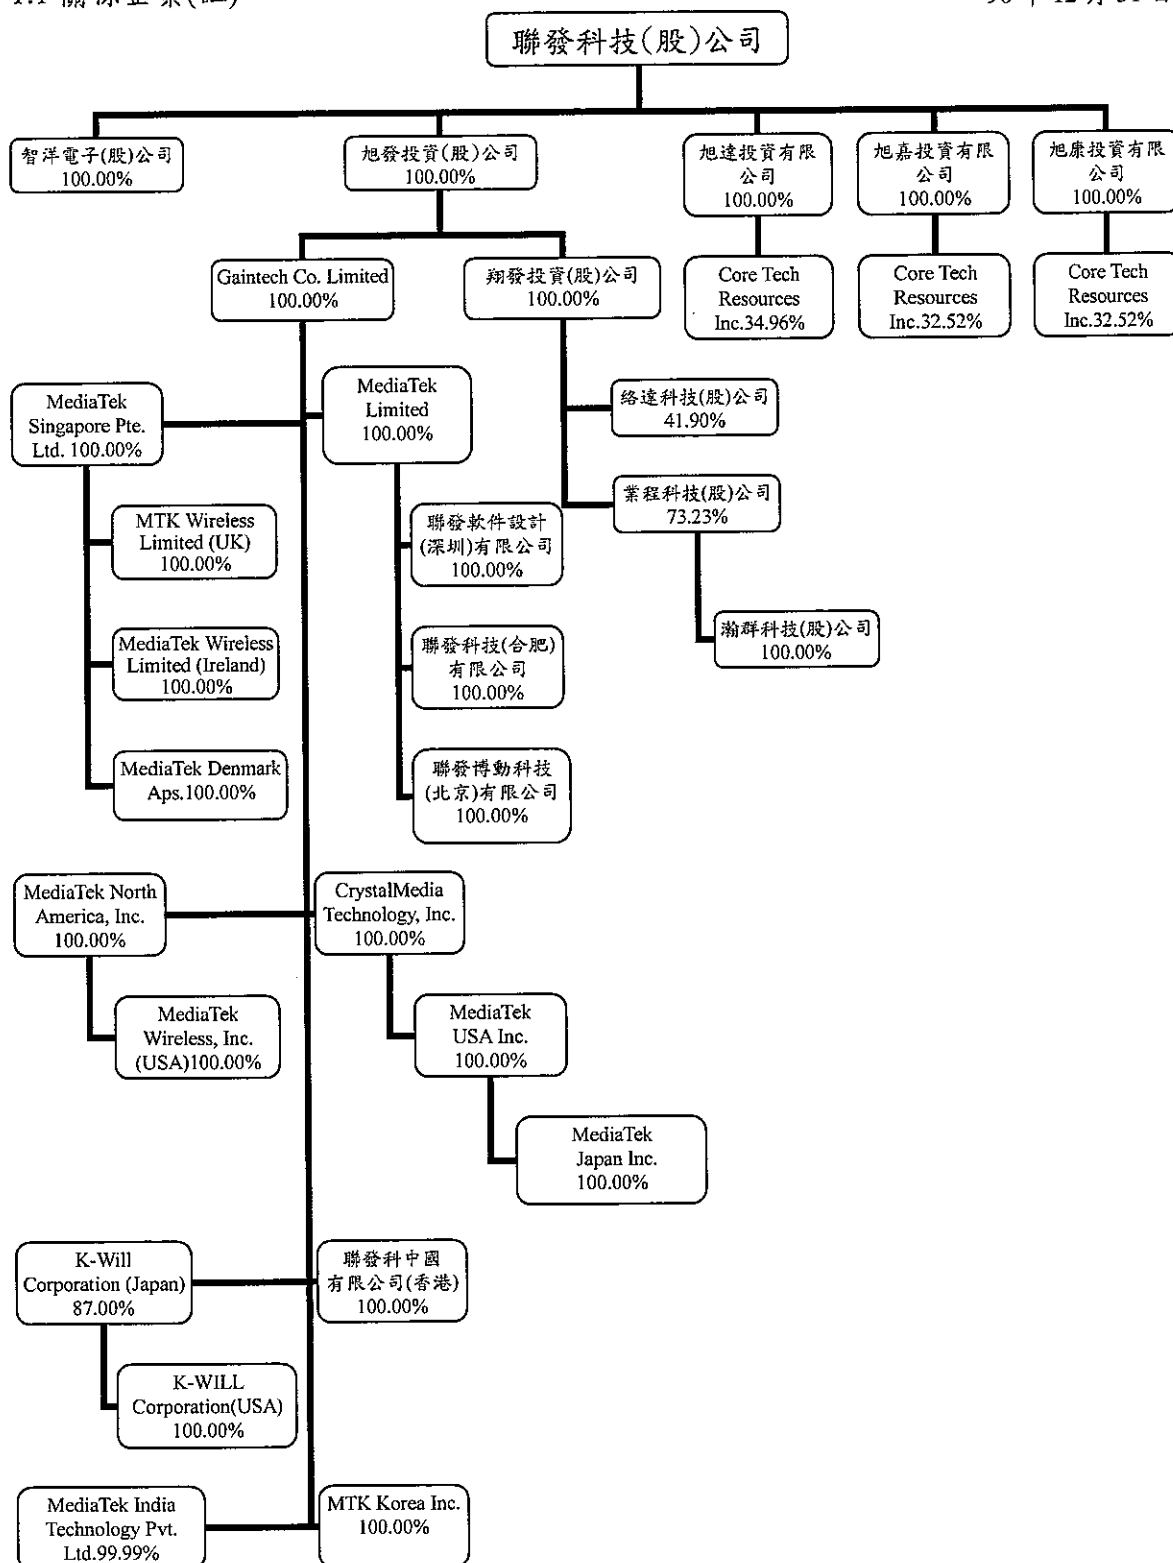 聯發科技(股)公司
智洋電子(股)公司
100.00%
旭發投資(股)公司
100.00%
旭達投資有限
公司
100.00%
旭嘉投資有限
公司
100.00%
旭康投資有限
公司
100.00%
Gaintech Co. Limited
100.00%
翔發投資(股)公司
100.00%
Core Tech
Resources
Inc.34.96%
Core Tech
Resources
Inc.32.52%
Core Tech
Resources
Inc.32.52%
MediaTek
Singapore Pte.
Ltd. 100.00%
MediaTek
Limited
100.00%
絡達科技(股)公司
41.90%
業程科技(股)公司
73.23%
瀚群科技(股)公司
100.00%
MTK Wireless
Limited (UK)
100.00%
聯發軟件設計
(深圳)有限公司
100.00%
MediaTek Wireless
Limited (Ireland)
100.00%
聯發科技(合肥)
有限公司
100.00%
MediaTek Denmark
Aps.100.00%
聯發博動科技
(北京)有限公司
100.00%
MediaTek North
America, Inc.
100.00%
CrystalMedia
Technology, Inc.
100.00%
MediaTek
Wireless, Inc.
(USA)100.00%
MediaTek
USA Inc.
100.00%
MediaTek
Japan Inc.
100.00%
K-Will
Corporation (Japan)
87.00%
聯發科中國
有限公司(香港)
100.00%
K-WILL
Corporation(USA)
100.00%
MediaTek India
Technology Pvt.
Ltd.99.99%
MTK Korea Inc.
100.00%